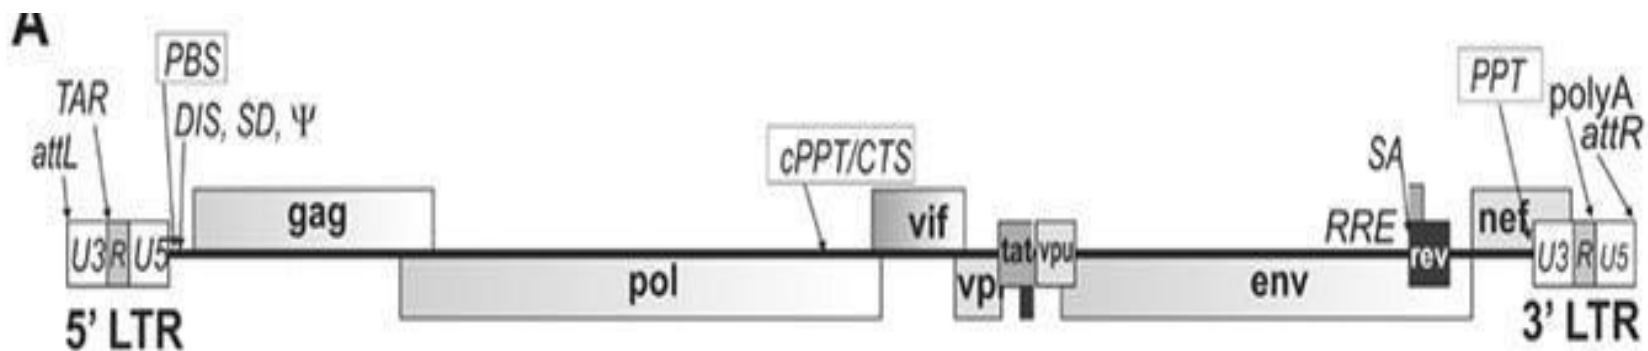 A
PBS
PPT
TAR
polyA
DIS, SD, Ψ
attR
attL
cPPT/CTS
SA
gag
vif
RRE
nef
U3 R U5
tat
vpu
rev
U3 R U5
pol
vp
env
5' LTR
3' LTR